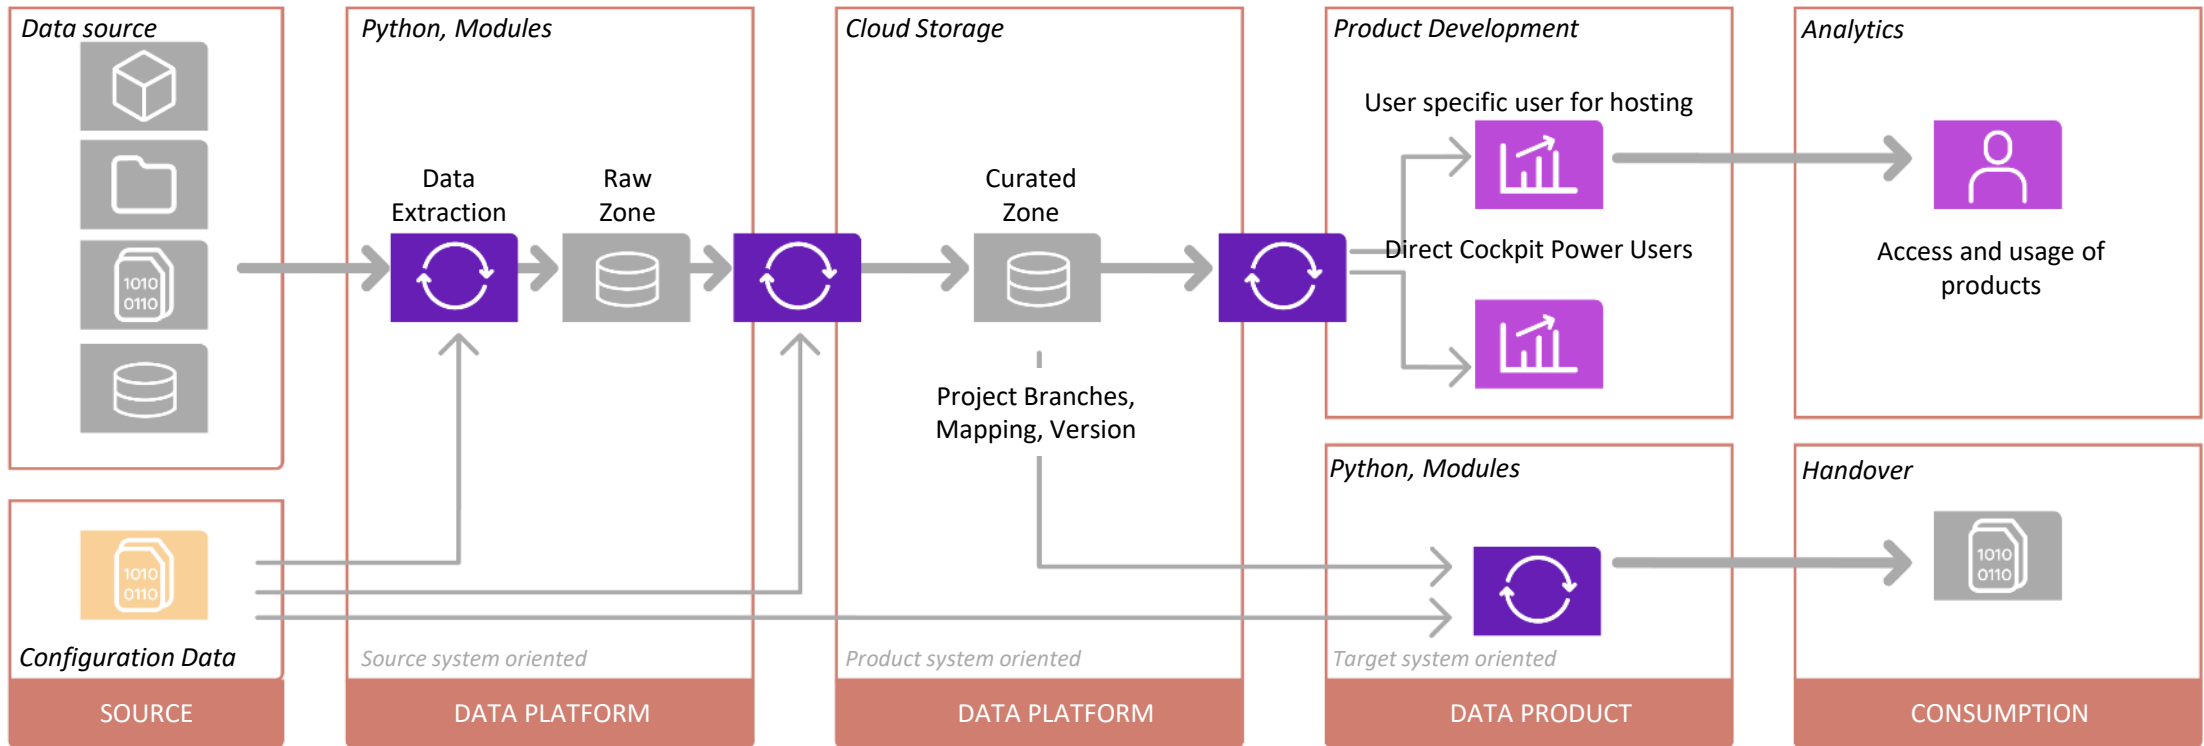 Data source
1010
0110
Configuration Data
1010
0110
SOURCE
Python, Modules
Data
Extraction
Raw
Zone
Source system oriented
DATA PLATFORM
Cloud Storage
Curated
Zone
Project Branches,
Mapping, Version
Product system oriented
DATA PLATFORM
Product Development
User specific user for hosting
Direct Cockpit Power Users
Python, Modules
Target system oriented
DATA PRODUCT
Analytics
Access and usage of
products
Handover
1010
0110
CONSUMPTION